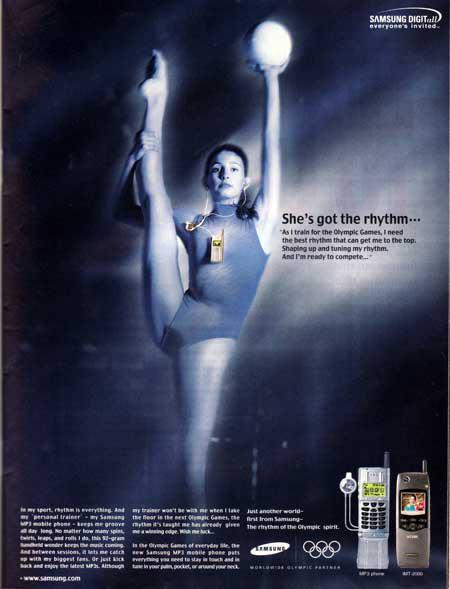 SAMSUNG DIGITall
everyone's invited™
She's got the rhythm...
"As I train for the Olympic Games, I need
the best rhythm that can get me to the top.
Shaping up and tuning my rhythm.
And I'm ready to compete..."
In my sport, rhythm is everything. And
my 'personal trainer' - my Samsung
MP3 mobile phone - keeps me groove
all day long. No matter how many spins,
twirls, leaps, and rolls I do, this 92-gram
handheld wonder keeps the music coming.
And between sessions, it lets me catch
up with my biggest fans. Or just kick
back and enjoy the latest MP3s. Although
my trainer won't be with me when I take
the floor in the next Olympic Games, the
rhythm it's taught me has already given
me a winning edge. Wish me luck...
In the Olympic Games of everyday life, the
new Samsung MP3 mobile phone puts
everything you need to stay in touch and in
tune in your palm, pocket, or around your neck.
Just another world-
first from Samsung-
The rhythm of the Olympic spirit.
SAMSUNG
WORLDWIDE OLYMPIC PARTNER
MP3 phone
IMT-2000
www.samsung.com